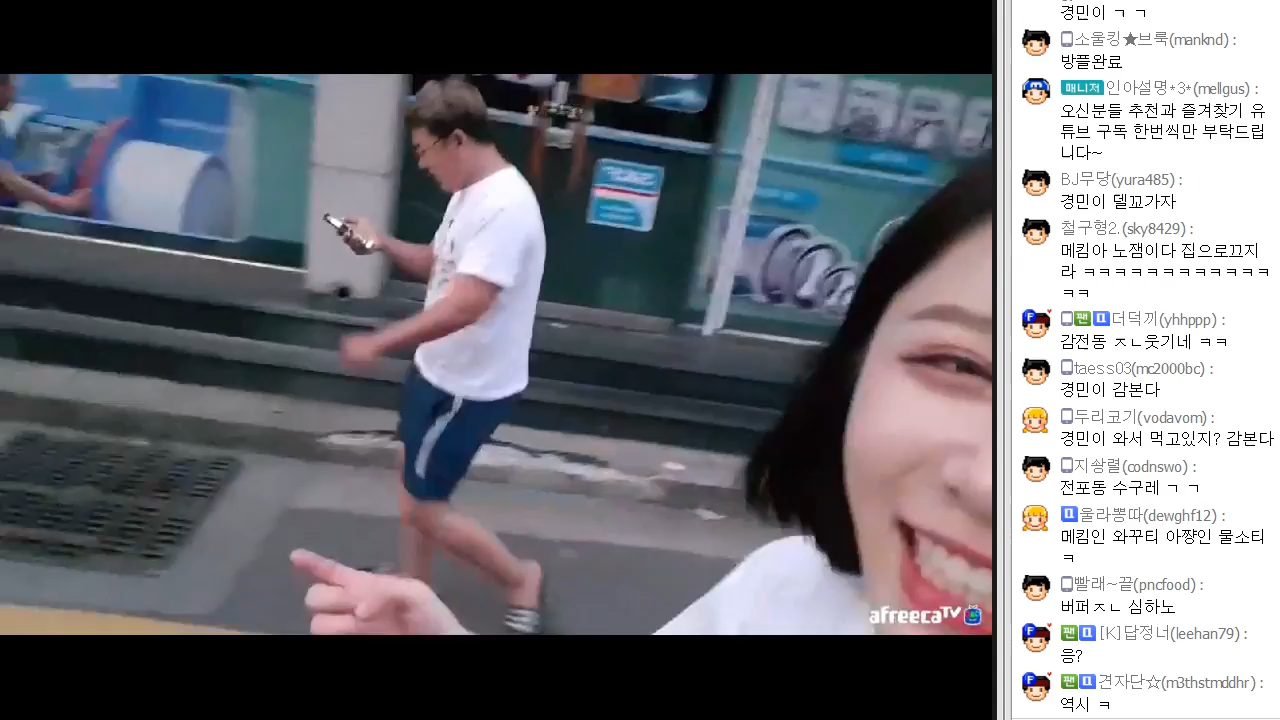 afreecaTV
경민이 ㄱ ㄱ
소울킹★브룩(manknd) :
방플완료
매니저 인아설명+3+(mellgus) :
오신분들 추천과 즐겨찾기 유
튜브 구독 한번씩만 부탁드립
니다~
BJ무당(yura485) :
경민이 델꼬가자
철구형2.(sky8429) :
메킴아 노잼이다 집으로끄지
라 ㅋㅋㅋㅋㅋㅋㅋㅋㅋㅋㅋㅋ
ㅋㅋ
F 팬 더덕끼(yhhppp) :
감전동 ㅈㄴ웃기네 ㅋㅋ
taess03(mc2000bc) :
경민이 감본다
두리코기(vodavom) :
경민이 와서 먹고있지? 감본다
지쌍렬(codnswo) :
전포동 수구레 ㄱ ㄱ
울라뽕따(dewghf12) :
메킴인 와꾸티 아쨩인 물소티
ㅋ
빨래~끝(pncfood) :
버퍼ㅈㄴ 심하노
F 팬 [K]답정너(leehan79) :
응?
F 팬 견자단☆(m3thstmddhr) :
역시 ㅋ